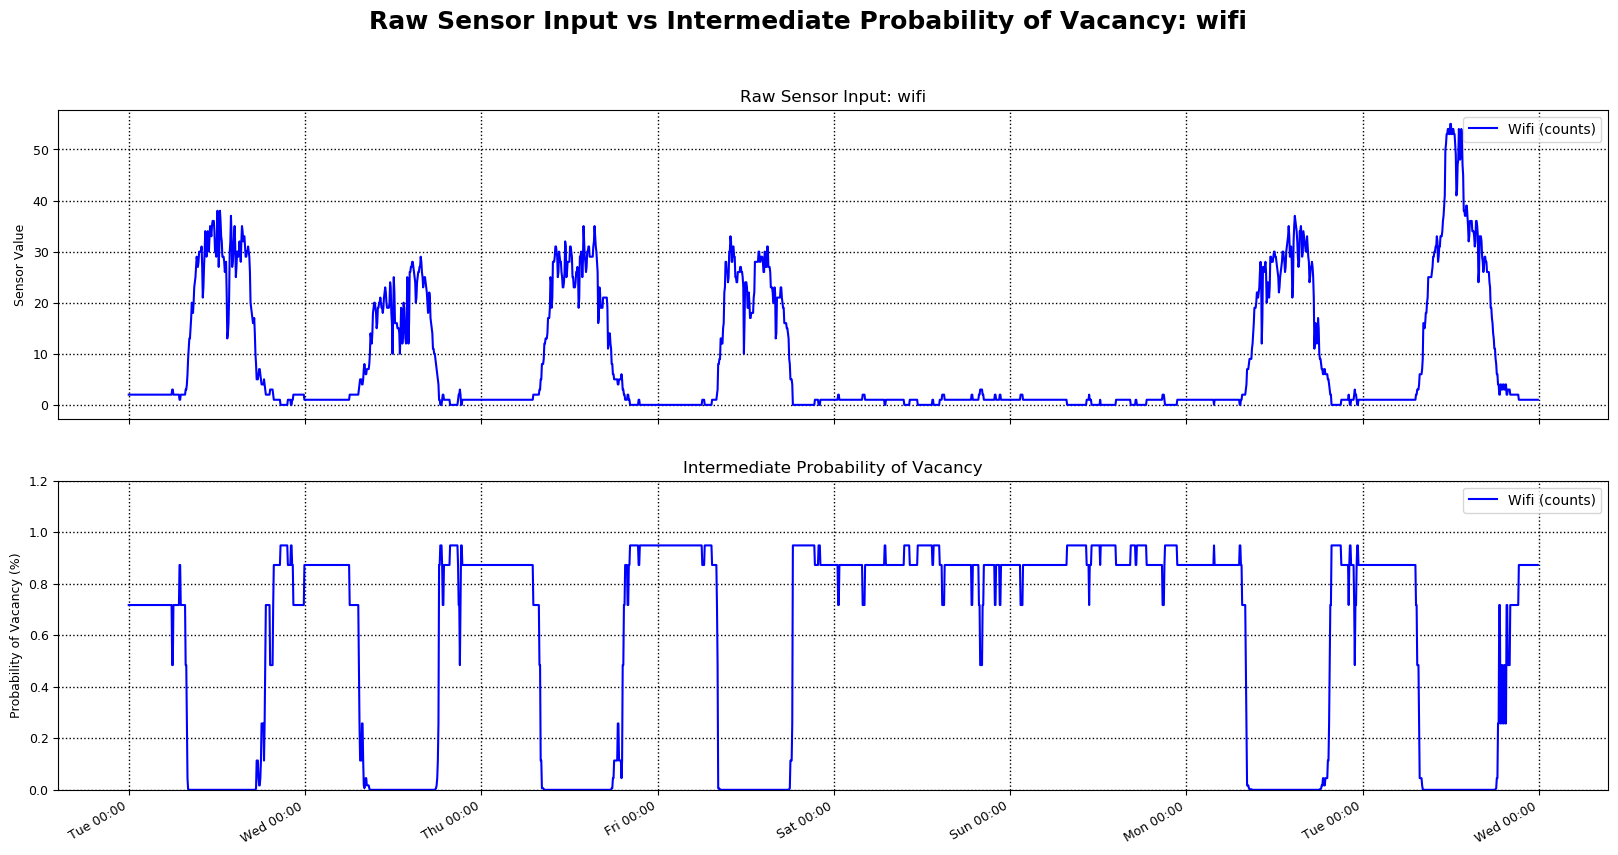 Raw Sensor Input vs Intermediate Probability of Vacancy: wifi
Raw Sensor Input: wifi
Wifi (counts)
Sensor Value
50
40
30
20
10
0
Intermediate Probability of Vacancy
Wifi (counts)
Probability of Vacancy (%)
1.2
1.0
0.8
0.6
0.4
0.2
0.0
Tue 00:00
Wed 00:00
Thu 00:00
Fri 00:00
Sat 00:00
Sun 00:00
Mon 00:00
Tue 00:00
Wed 00:00